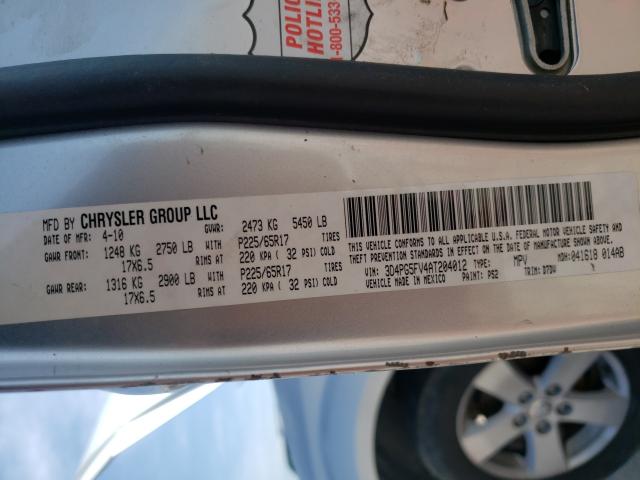 POLIC
HOTLIN
1-800-533
MFD BY CHRYSLER GROUP LLC
DATE OF MFR: 4-10 GVWR: 2473 KG 5450 LB
GAWR FRONT: 1248 KG 2750 LB WITH P225/65R17 TIRES
17X6.5 RIMS AT 220 KPA ( 32 PSI) COLD
GAWR REAR: 1316 KG 2900 LB WITH P225/65R17 TIRES
17X6.5 RIMS AT 220 KPA ( 32 PSI) COLD
THIS VEHICLE CONFORMS TO ALL APPLICABLE U.S.A. FEDERAL MOTOR VEHICLE SAFETY AND
THEFT PREVENTION STANDARDS IN EFFECT ON THE DATE OF MANUFACTURE SHOWN ABOVE
VIN: 3D4PG5FV4AT204012 TYPE: MPV MDH: 041618 014AB
VEHICLE MADE IN MEXICO PAINT: PS2 TRIM: D7DV